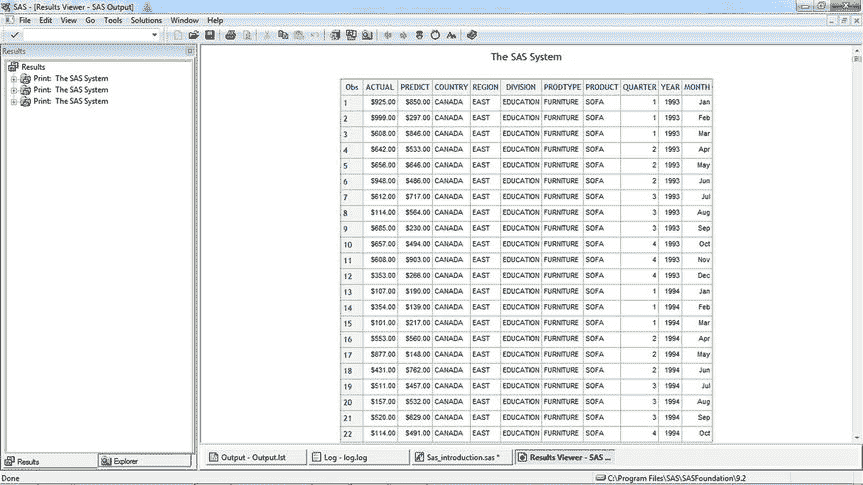 SAS - [Results Viewer - SAS Output]
File Edit View Go Tools Solutions Window Help
Results
Results
Print: The SAS System
Print: The SAS System
Print: The SAS System
The SAS System
Obs ACTUAL PREDICT COUNTRY REGION DIVISION PRODTYPE PRODUCT QUARTER YEAR MONTH
1 $925.00 $850.00 CANADA EAST EDUCATION FURNITURE SOFA 1 1993 Jan
2 $999.00 $297.00 CANADA EAST EDUCATION FURNITURE SOFA 1 1993 Feb
3 $608.00 $846.00 CANADA EAST EDUCATION FURNITURE SOFA 1 1993 Mar
4 $642.00 $533.00 CANADA EAST EDUCATION FURNITURE SOFA 2 1993 Apr
5 $656.00 $646.00 CANADA EAST EDUCATION FURNITURE SOFA 2 1993 May
6 $948.00 $486.00 CANADA EAST EDUCATION FURNITURE SOFA 2 1993 Jun
7 $612.00 $717.00 CANADA EAST EDUCATION FURNITURE SOFA 3 1993 Jul
8 $114.00 $564.00 CANADA EAST EDUCATION FURNITURE SOFA 3 1993 Aug
9 $685.00 $230.00 CANADA EAST EDUCATION FURNITURE SOFA 3 1993 Sep
10 $657.00 $494.00 CANADA EAST EDUCATION FURNITURE SOFA 4 1993 Oct
11 $608.00 $903.00 CANADA EAST EDUCATION FURNITURE SOFA 4 1993 Nov
12 $353.00 $266.00 CANADA EAST EDUCATION FURNITURE SOFA 4 1993 Dec
13 $107.00 $190.00 CANADA EAST EDUCATION FURNITURE SOFA 1 1994 Jan
14 $354.00 $139.00 CANADA EAST EDUCATION FURNITURE SOFA 1 1994 Feb
15 $101.00 $217.00 CANADA EAST EDUCATION FURNITURE SOFA 1 1994 Mar
16 $553.00 $560.00 CANADA EAST EDUCATION FURNITURE SOFA 2 1994 Apr
17 $877.00 $148.00 CANADA EAST EDUCATION FURNITURE SOFA 2 1994 May
18 $431.00 $762.00 CANADA EAST EDUCATION FURNITURE SOFA 2 1994 Jun
19 $511.00 $457.00 CANADA EAST EDUCATION FURNITURE SOFA 3 1994 Jul
20 $157.00 $532.00 CANADA EAST EDUCATION FURNITURE SOFA 3 1994 Aug
21 $520.00 $629.00 CANADA EAST EDUCATION FURNITURE SOFA 3 1994 Sep
22 $114.00 $491.00 CANADA EAST EDUCATION FURNITURE SOFA 4 1994 Oct
Results Explorer Output - Output.lst Log - log.log Sas_introduction.sas * Results Viewer - SAS ...
Done C:\Program Files\SAS\SASFoundation\9.2